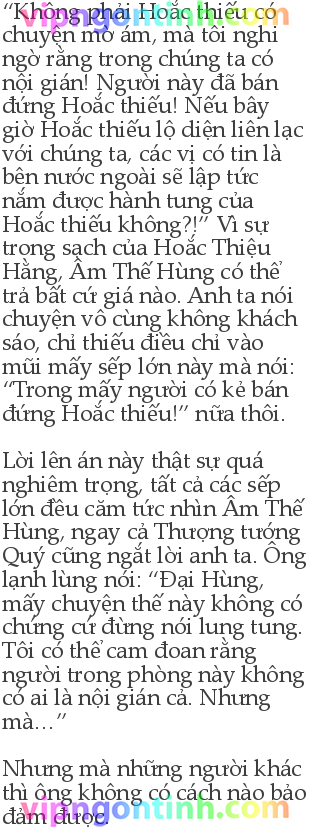 vipngontinh.com
“Không phải Hoắc thiếu có
chuyện mờ ám, mà tôi nghi
ngờ rằng trong chúng ta có
nội gián! Người này đã bán
đứng Hoắc thiếu! Nếu bây
giờ Hoắc thiếu lộ diện liên lạc
với chúng ta, các vị có tin là
bên nước ngoài sẽ lập tức
nắm được hành tung của
Hoắc thiếu không?!” Vì sự
trong sạch của Hoắc Thiệu
Hằng, Âm Thế Hùng có thể
trả bất cứ giá nào. Anh ta nói
chuyện vô cùng không khách
sáo, chỉ thiếu điều chỉ vào
mũi mấy sếp lớn này mà nói:
“Trong mấy người có kẻ bán
đứng Hoắc thiếu!” nữa thôi.
Lời lên án này thật sự quá
nghiêm trọng, tất cả các sếp
lớn đều căm tức nhìn Âm Thế
Hùng, ngay cả Thượng tướng
Quý cũng ngắt lời anh ta. Ông
lạnh lùng nói: “Đại Hùng,
mấy chuyện thế này không có
chứng cứ đừng nói lung tung.
Tôi có thể cam đoan rằng
người trong phòng này không
có ai là nội gián cả. Nhưng
mà...”
Nhưng mà những người khác
thì ông không có cách nào bảo
đảm được.
vipngontinh.com